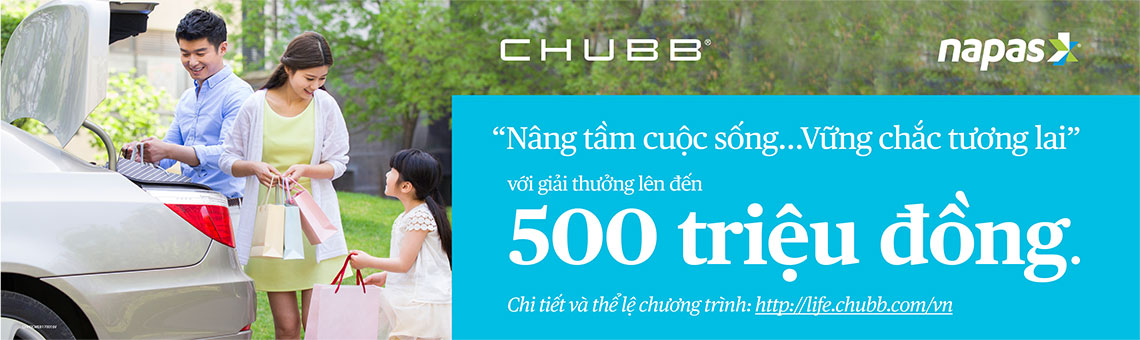 CHUBB®
napas
“Nâng tầm cuộc sống...Vững chắc tương lai”
với giải thưởng lên đến
500 triệu đồng.
Chi tiết và thể lệ chương trình: http://life.chubb.com/vn